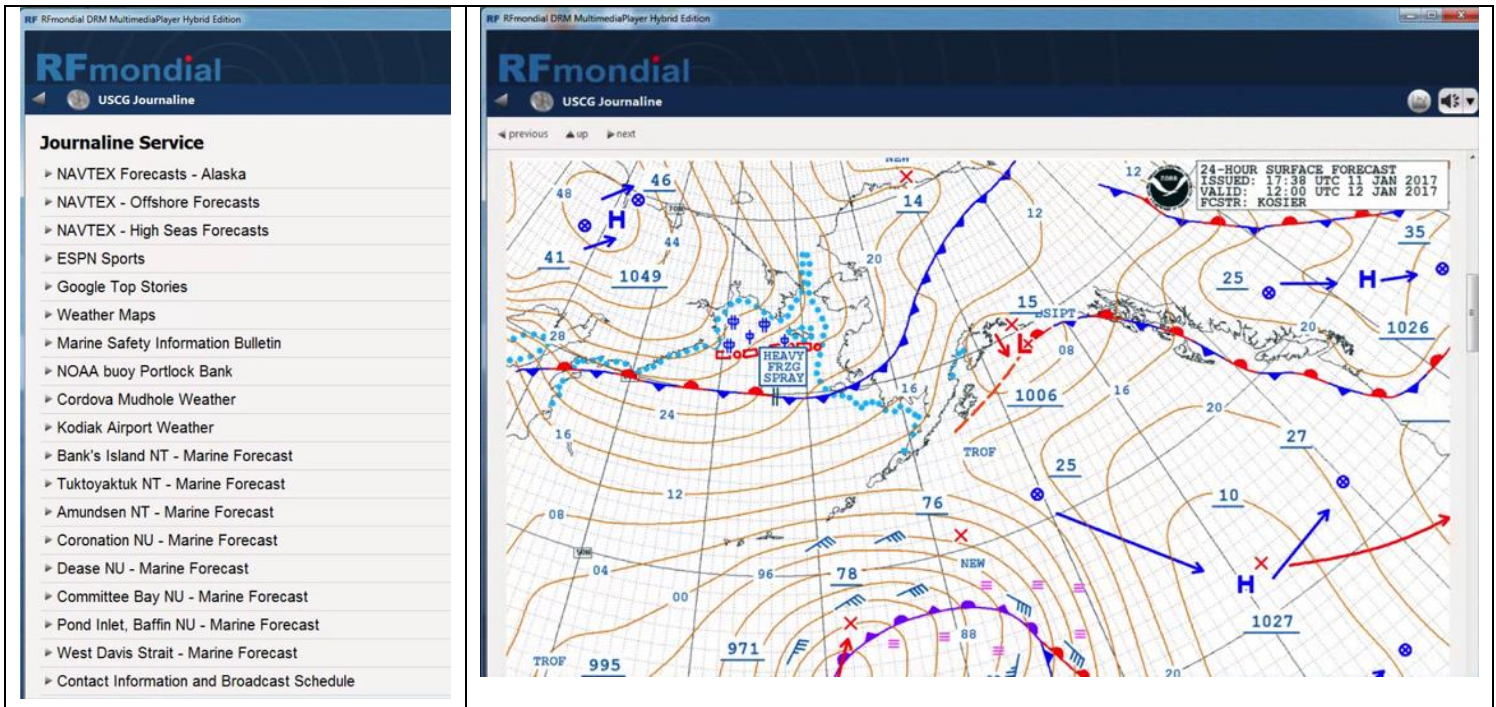 RF RFmondial DRM MultimediaPlayer Hybrid Edition
RFmondial
USCG Journaline
Journaline Service
NAVTEX Forecasts - Alaska
NAVTEX - Offshore Forecasts
NAVTEX - High Seas Forecasts
ESPN Sports
Google Top Stories
Weather Maps
Marine Safety Information Bulletin
NOAA buoy Portlock Bank
Cordova Mudhole Weather
Kodiak Airport Weather
Bank's Island NT - Marine Forecast
Tuktoyaktuk NT - Marine Forecast
Amundsen NT - Marine Forecast
Coronation NU - Marine Forecast
Dease NU - Marine Forecast
Committee Bay NU - Marine Forecast
Pond Inlet, Baffin NU - Marine Forecast
West Davis Strait - Marine Forecast
Contact Information and Broadcast Schedule
RF RFmondial DRM MultimediaPlayer Hybrid Edition
RFmondial
USCG Journaline
previous up next
NEW
24-HOUR SURFACE FORECAST
ISSUED: 17:38 UTC 11 JAN 2017
VALID: 12:00 UTC 12 JAN 2017
FCSTR: KOSIER
12
46
48
14
H
12
35
44
41
20
25
H
1049
15
DSIPT
20
1026
28
L
08
HEAVY
FRZG
SPRAY
16
1006
16
24
20
16
TROF
27
25
12
76
10
08
NEW
04
96
78
H
00
1027
88
971
TROF
995
20